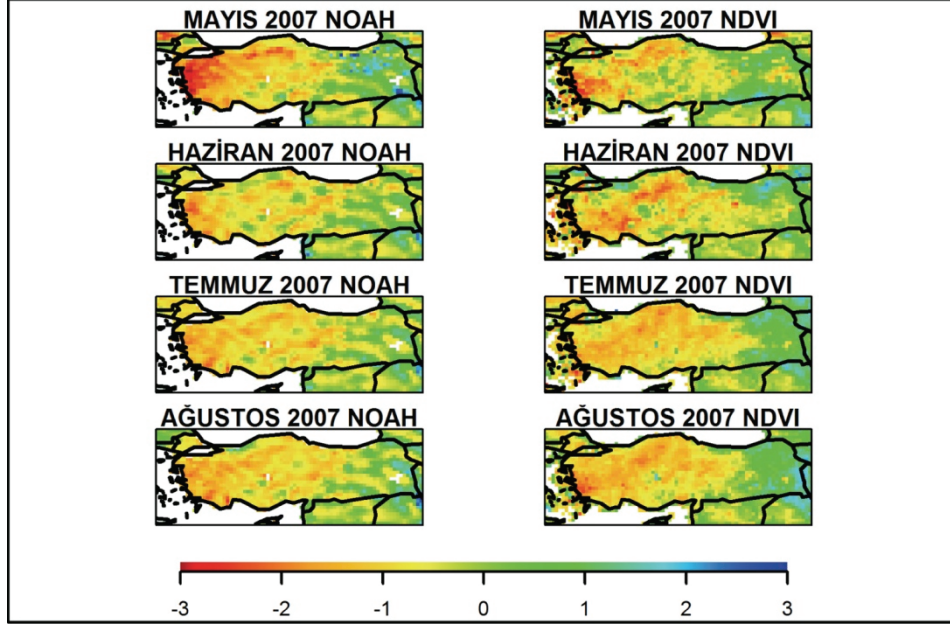 MAYIS 2007 NOAH MAYIS 2007 NDVI
HAZİRAN 2007 NOAH HAZİRAN 2007 NDVI
TEMMUZ 2007 NOAH TEMMUZ 2007 NDVI
AĞUSTOS 2007 NOAH AĞUSTOS 2007 NDVI
-3 -2 -1 0 1 2 3